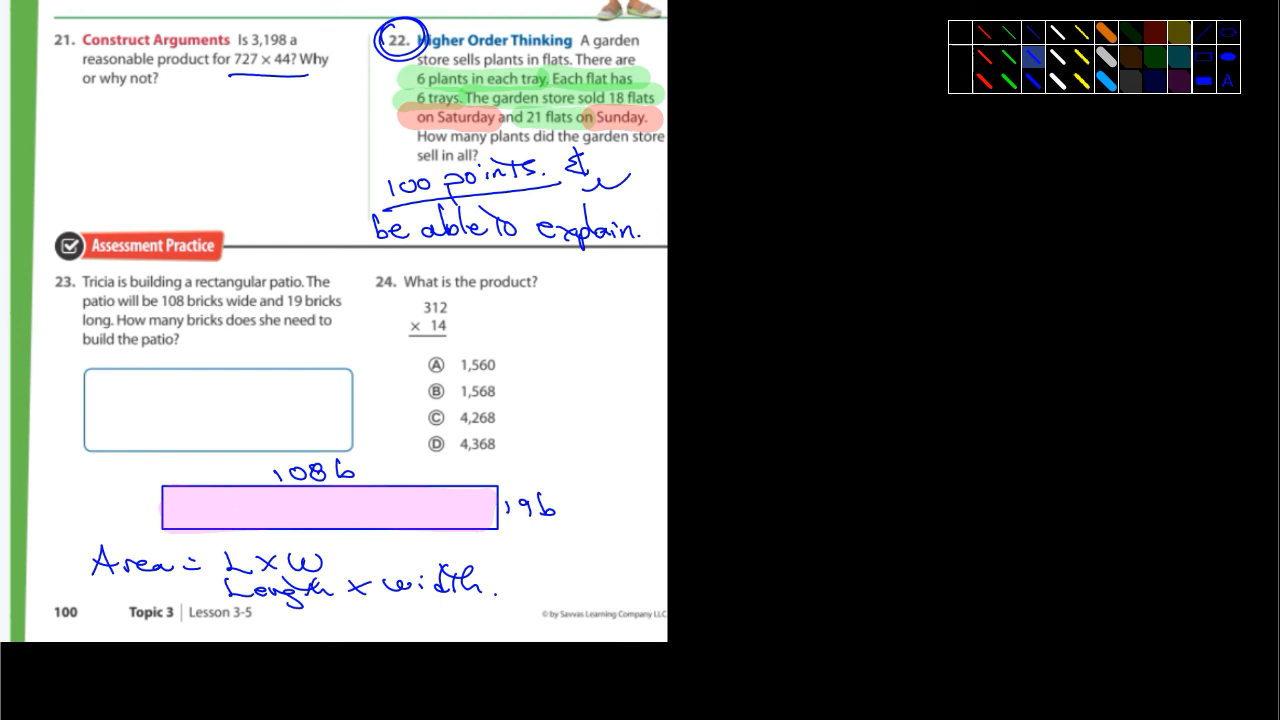 21. Construct Arguments Is 3,198 a
reasonable product for 727 × 44? Why
or why not?
22. Higher Order Thinking A garden
store sells plants in flats. There are
6 plants in each tray. Each flat has
6 trays. The garden store sold 18 flats
on Saturday and 21 flats on Sunday.
How many plants did the garden store
sell in all?
100 points. &
be able to explain.
Assessment Practice
23. Tricia is building a rectangular patio. The
patio will be 108 bricks wide and 19 bricks
long. How many bricks does she need to
build the patio?
24. What is the product?
312
× 14
A 1,560
B 1,568
C 4,268
D 4,368
108 b
19 b
Area = L × W
Length × width.
100 Topic 3 | Lesson 3-5
© by Savvas Learning Company LLC
A